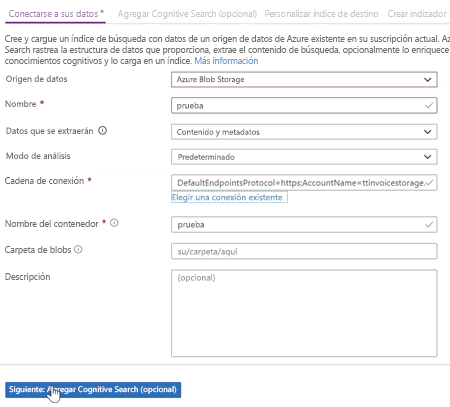 Conectarse a sus datos * Agregar Cognitive Search (opcional) Personalizar índice de destino Crear indizador
Cree y cargue un índice de búsqueda con datos de un origen de datos de Azure existente en su suscripción actual. Az
Search rastrea la estructura de datos que proporciona, extrae el contenido de búsqueda, opcionalmente lo enriquece
conocimientos cognitivos y lo carga en un índice. Más información
Origen de datos Azure Blob Storage
Nombre * prueba
Datos que se extraerán Contenido y metadatos
Modo de análisis Predeterminado
Cadena de conexión * DefaultEndpointsProtocol=https;AccountName=ttinvoicestorage.
Elegir una conexión existente
Nombre del contenedor * prueba
Carpeta de blobs su/carpeta/aquí
Descripción (opcional)
Siguiente: Agregar Cognitive Search (opcional)